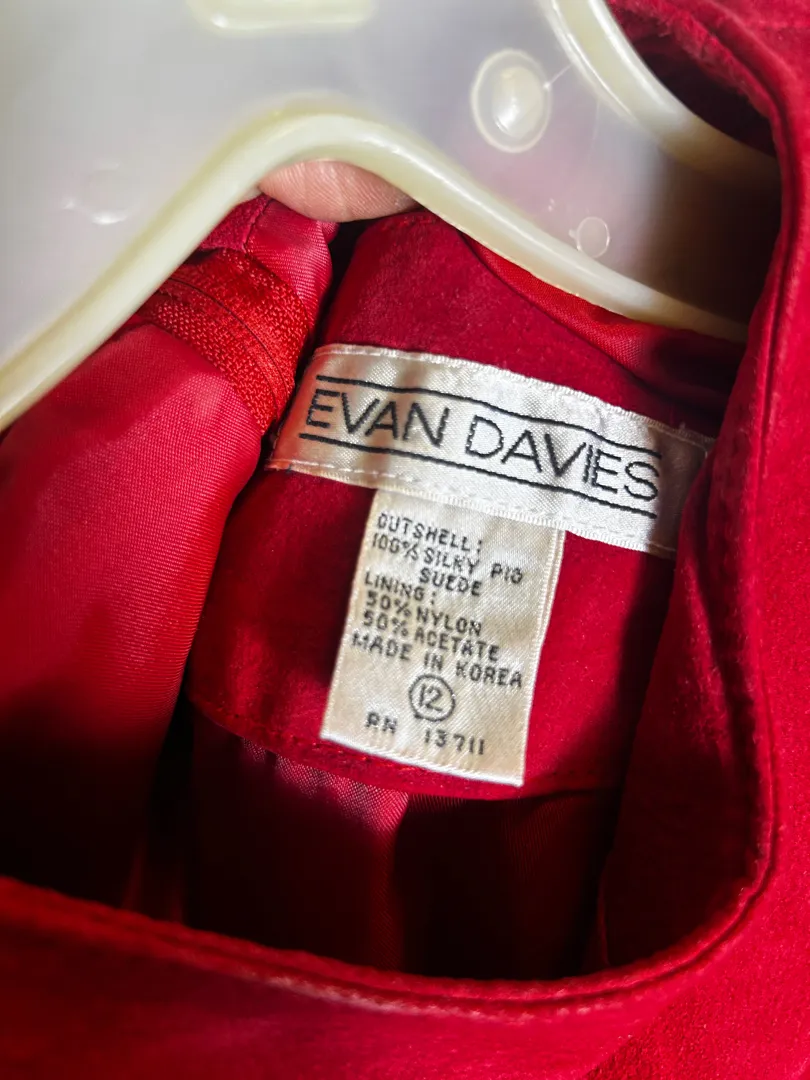 EVAN DAVIES
OUTSHELL:
100% SILKY PIG
SUEDE
LINING:
50% NYLON
50% ACETATE
MADE IN KOREA
12
RN 13711